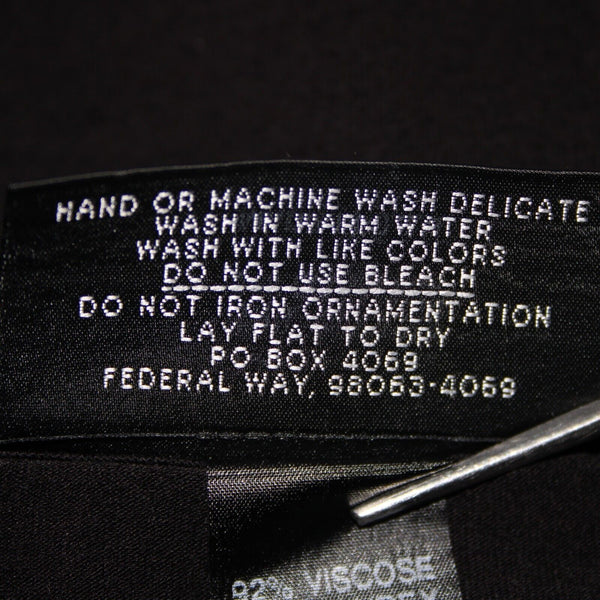 HAND OR MACHINE WASH DELICATE
WASH IN WARM WATER
WASH WITH LIKE COLORS
DO NOT USE BLEACH
DO NOT IRON ORNAMENTATION
LAY FLAT TO DRY
PO BOX 4069
FEDERAL WAY, 98063-4069
92% VISCOSE